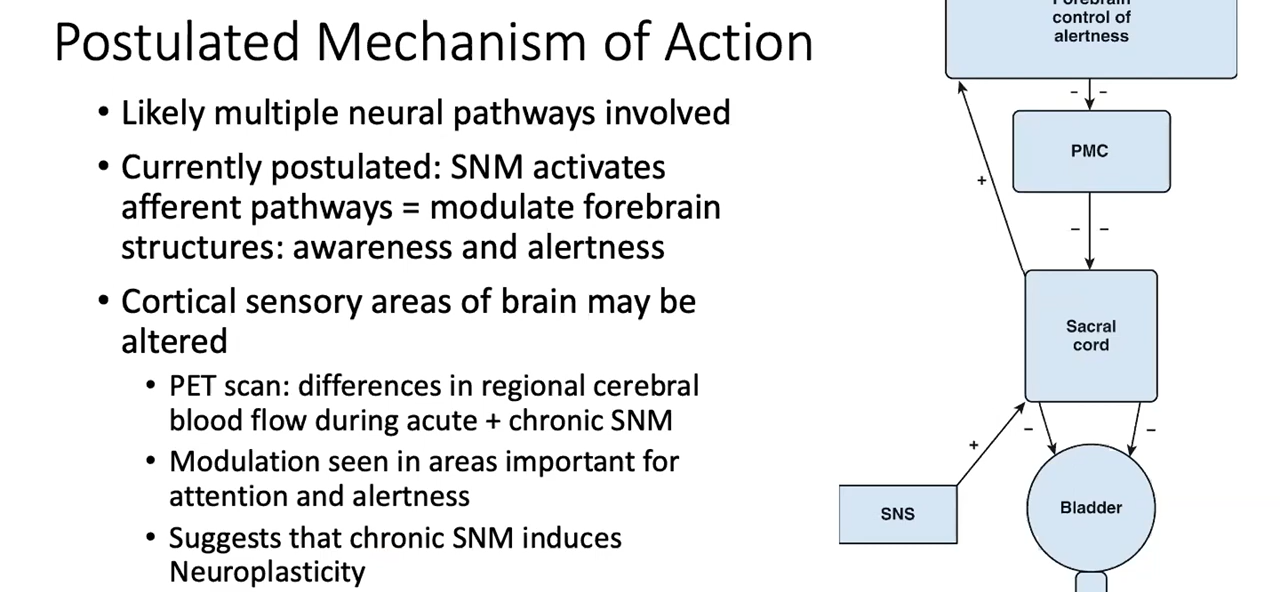 Postulated Mechanism of Action
• Likely multiple neural pathways involved
• Currently postulated: SNM activates
afferent pathways = modulate forebrain
structures: awareness and alertness
• Cortical sensory areas of brain may be
altered
• PET scan: differences in regional cerebral
blood flow during acute + chronic SNM
• Modulation seen in areas important for
attention and alertness
• Suggests that chronic SNM induces
Neuroplasticity
Forebrain
control of
alertness
– –
PMC
+
– –
Sacral
cord
+
–
–
SNS
Bladder